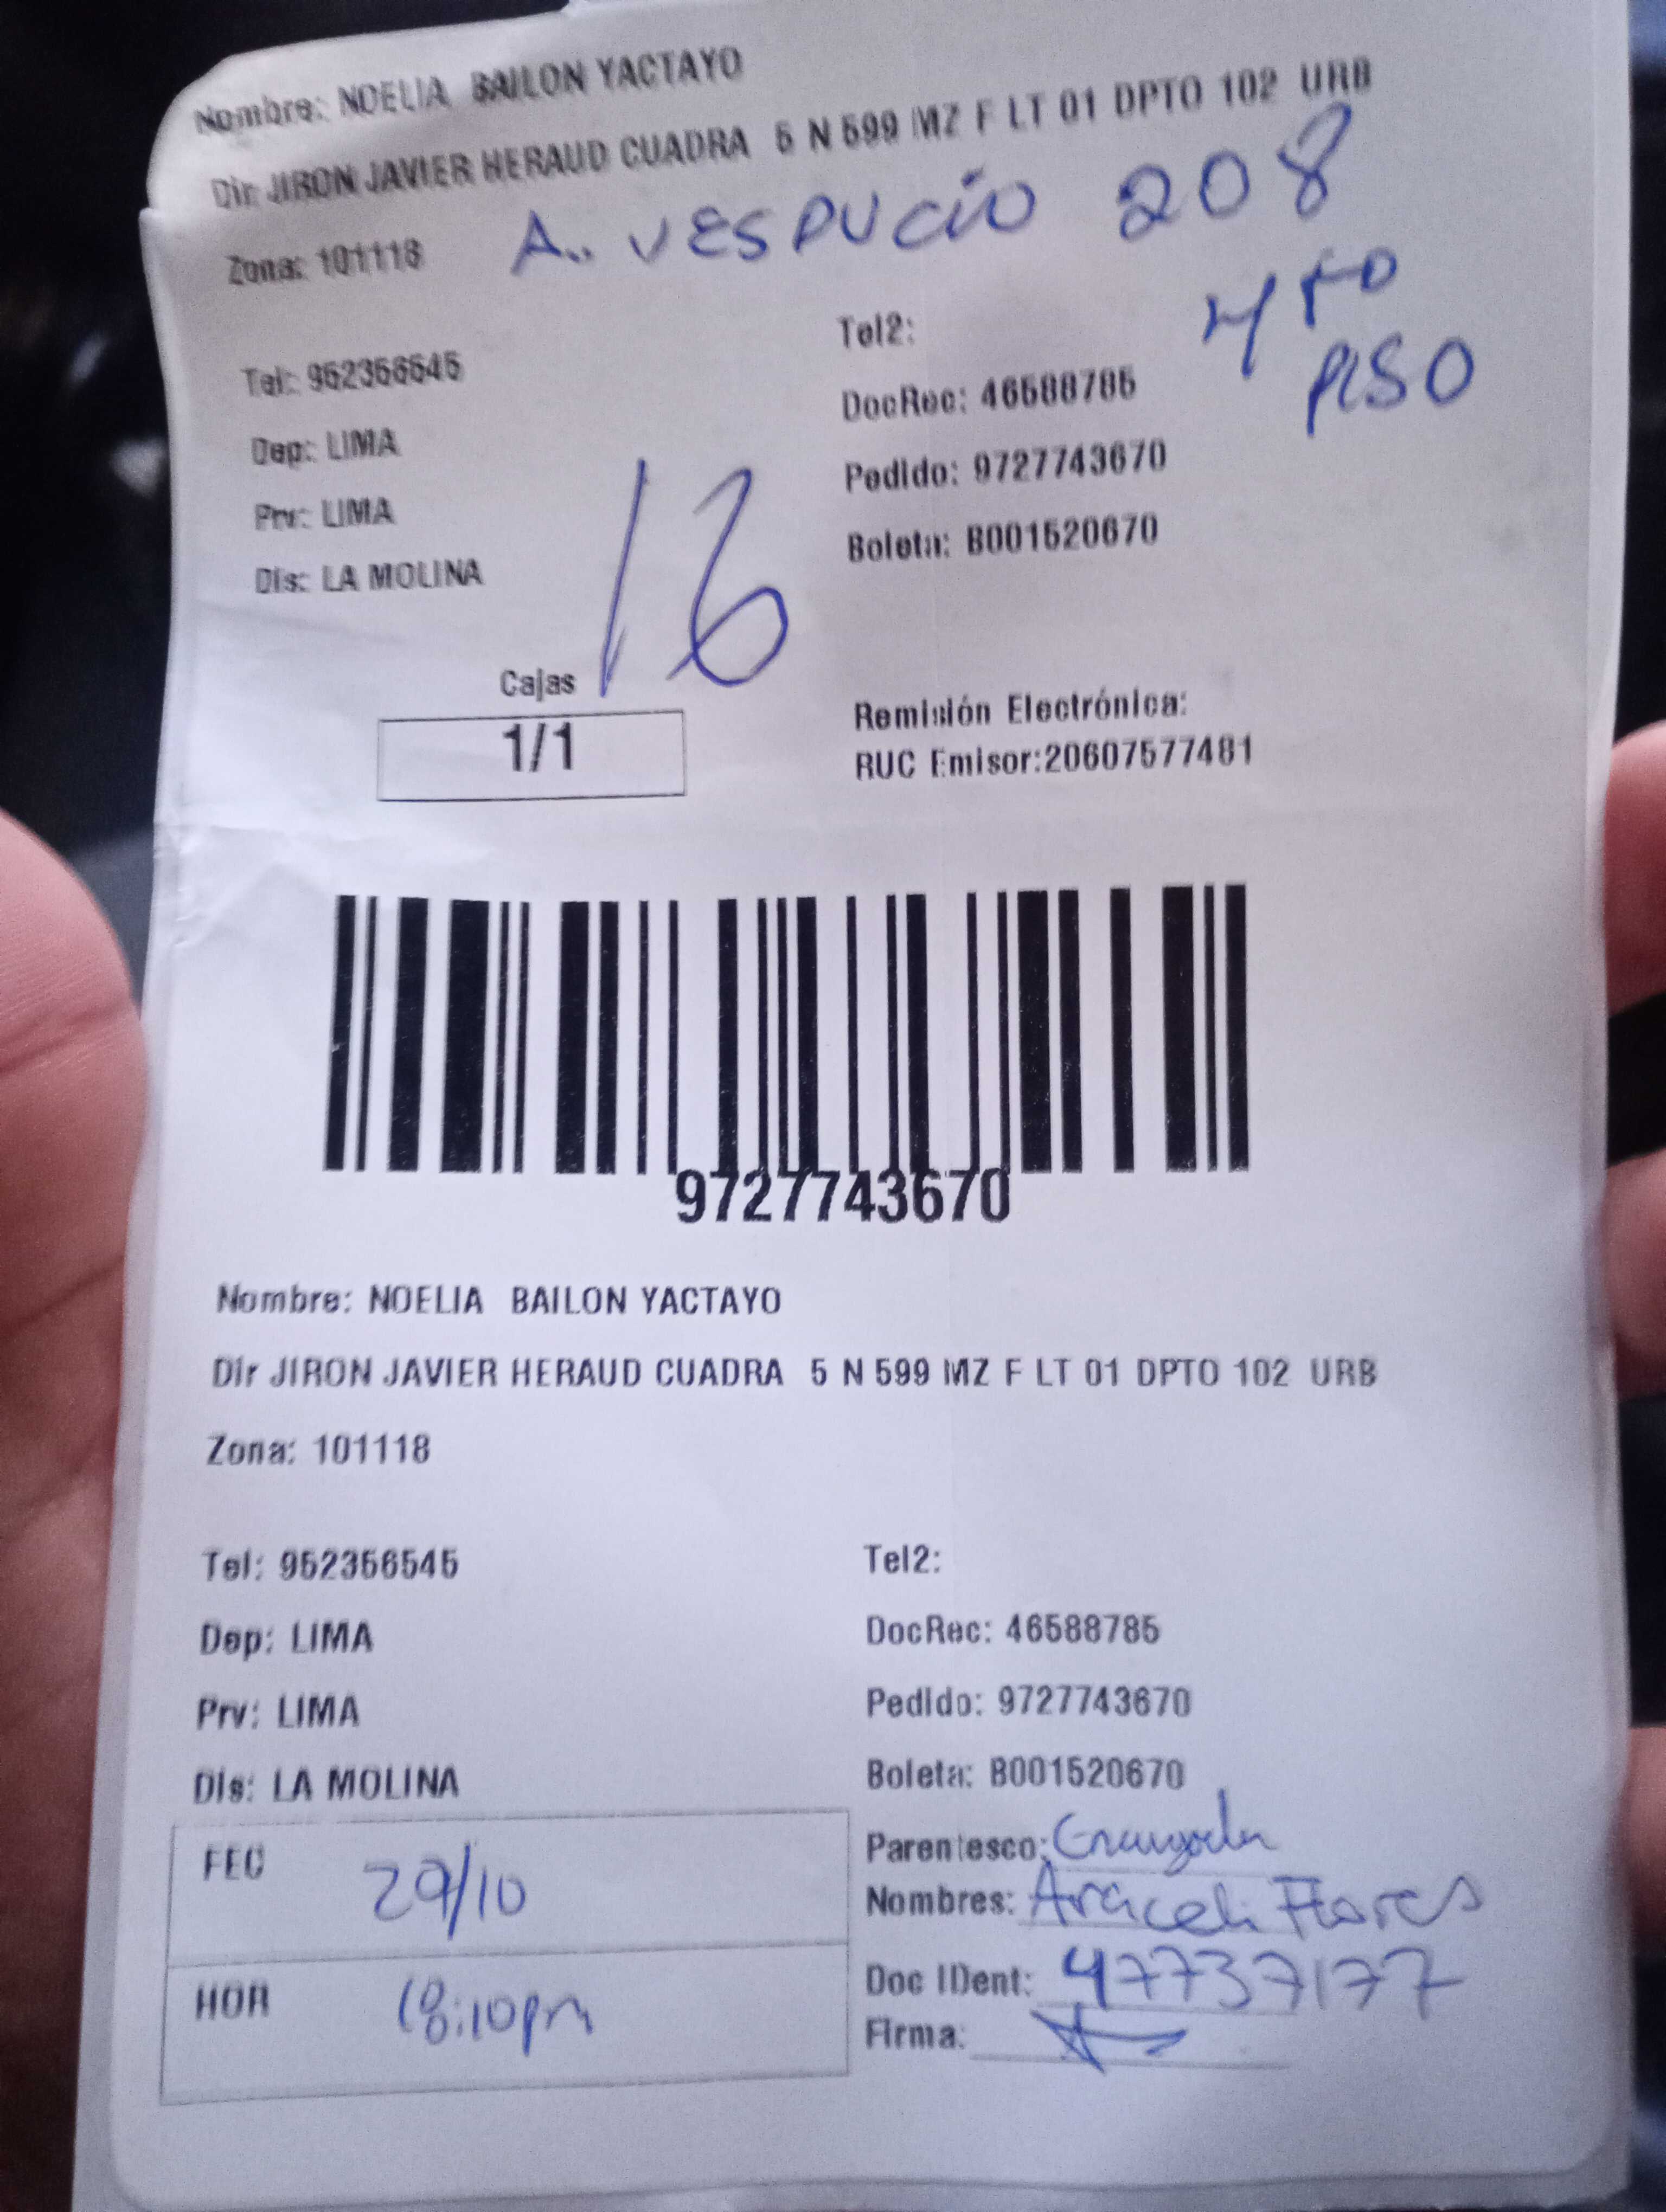 Nombre: NOELIA BAILON YACTAYO
Dir JIRON JAVIER HERAUD CUADRA 5 N 599 MZ F LT 01 DPTO 102 URB
Zona: 101118 A.. VESPUCIO 208
4to
PISO
Tel: 952356545 Tel2:
DocRec: 46588785
Dep: LIMA
Pedido: 9727743670
Prv: LIMA
Boleta: B001520670
Dis: LA MOLINA
16
Cajas
1/1
Remisión Electrónica:
RUC Emisor:20607577481
9727743670
Nombre: NOELIA BAILON YACTAYO
Dir JIRON JAVIER HERAUD CUADRA 5 N 599 MZ F LT 01 DPTO 102 URB
Zona: 101118
Tel: 952356545 Tel2:
Dep: LIMA DocRec: 46588785
Prv: LIMA Pedido: 9727743670
Dis: LA MOLINA Boleta: B001520670
FEC 29/10
Parentesco:
Nombres: Araceli Flores
HOR 18:10pm
Doc IDent: 47737177
Firma: